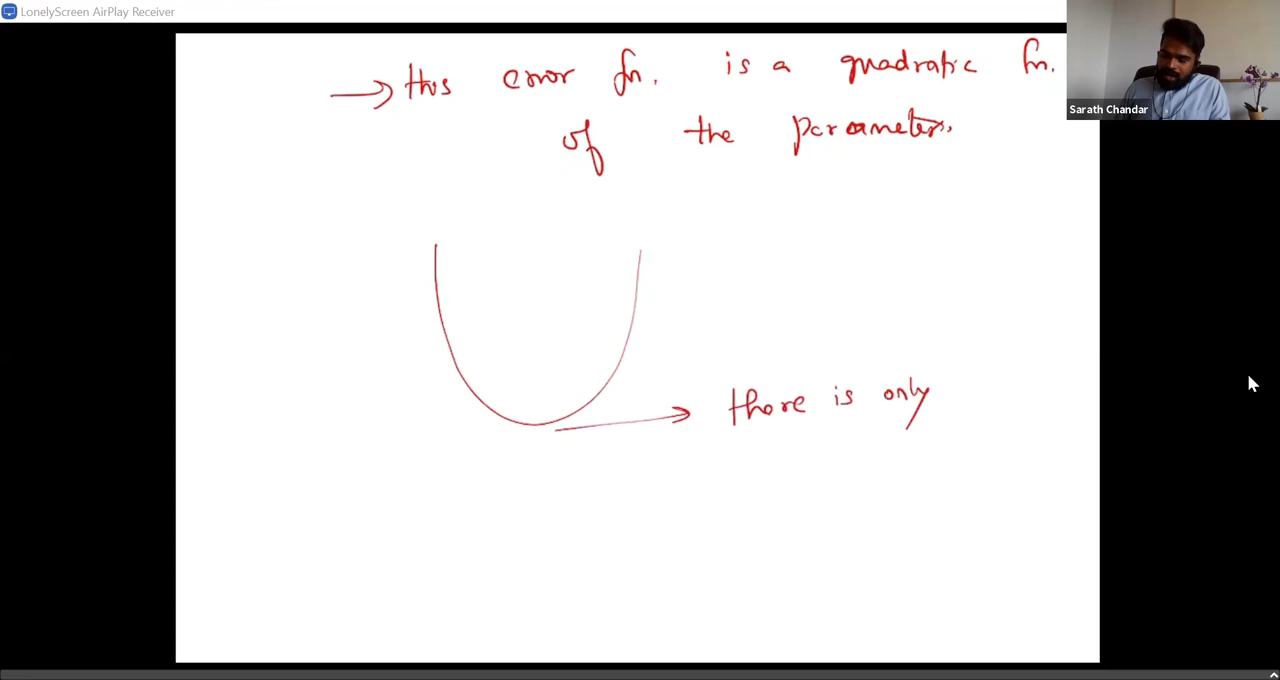 LonelyScreen AirPlay Receiver
→ this error fn. is a quadratic fn.
of the parameters.
Sarath Chandar
→ there is only